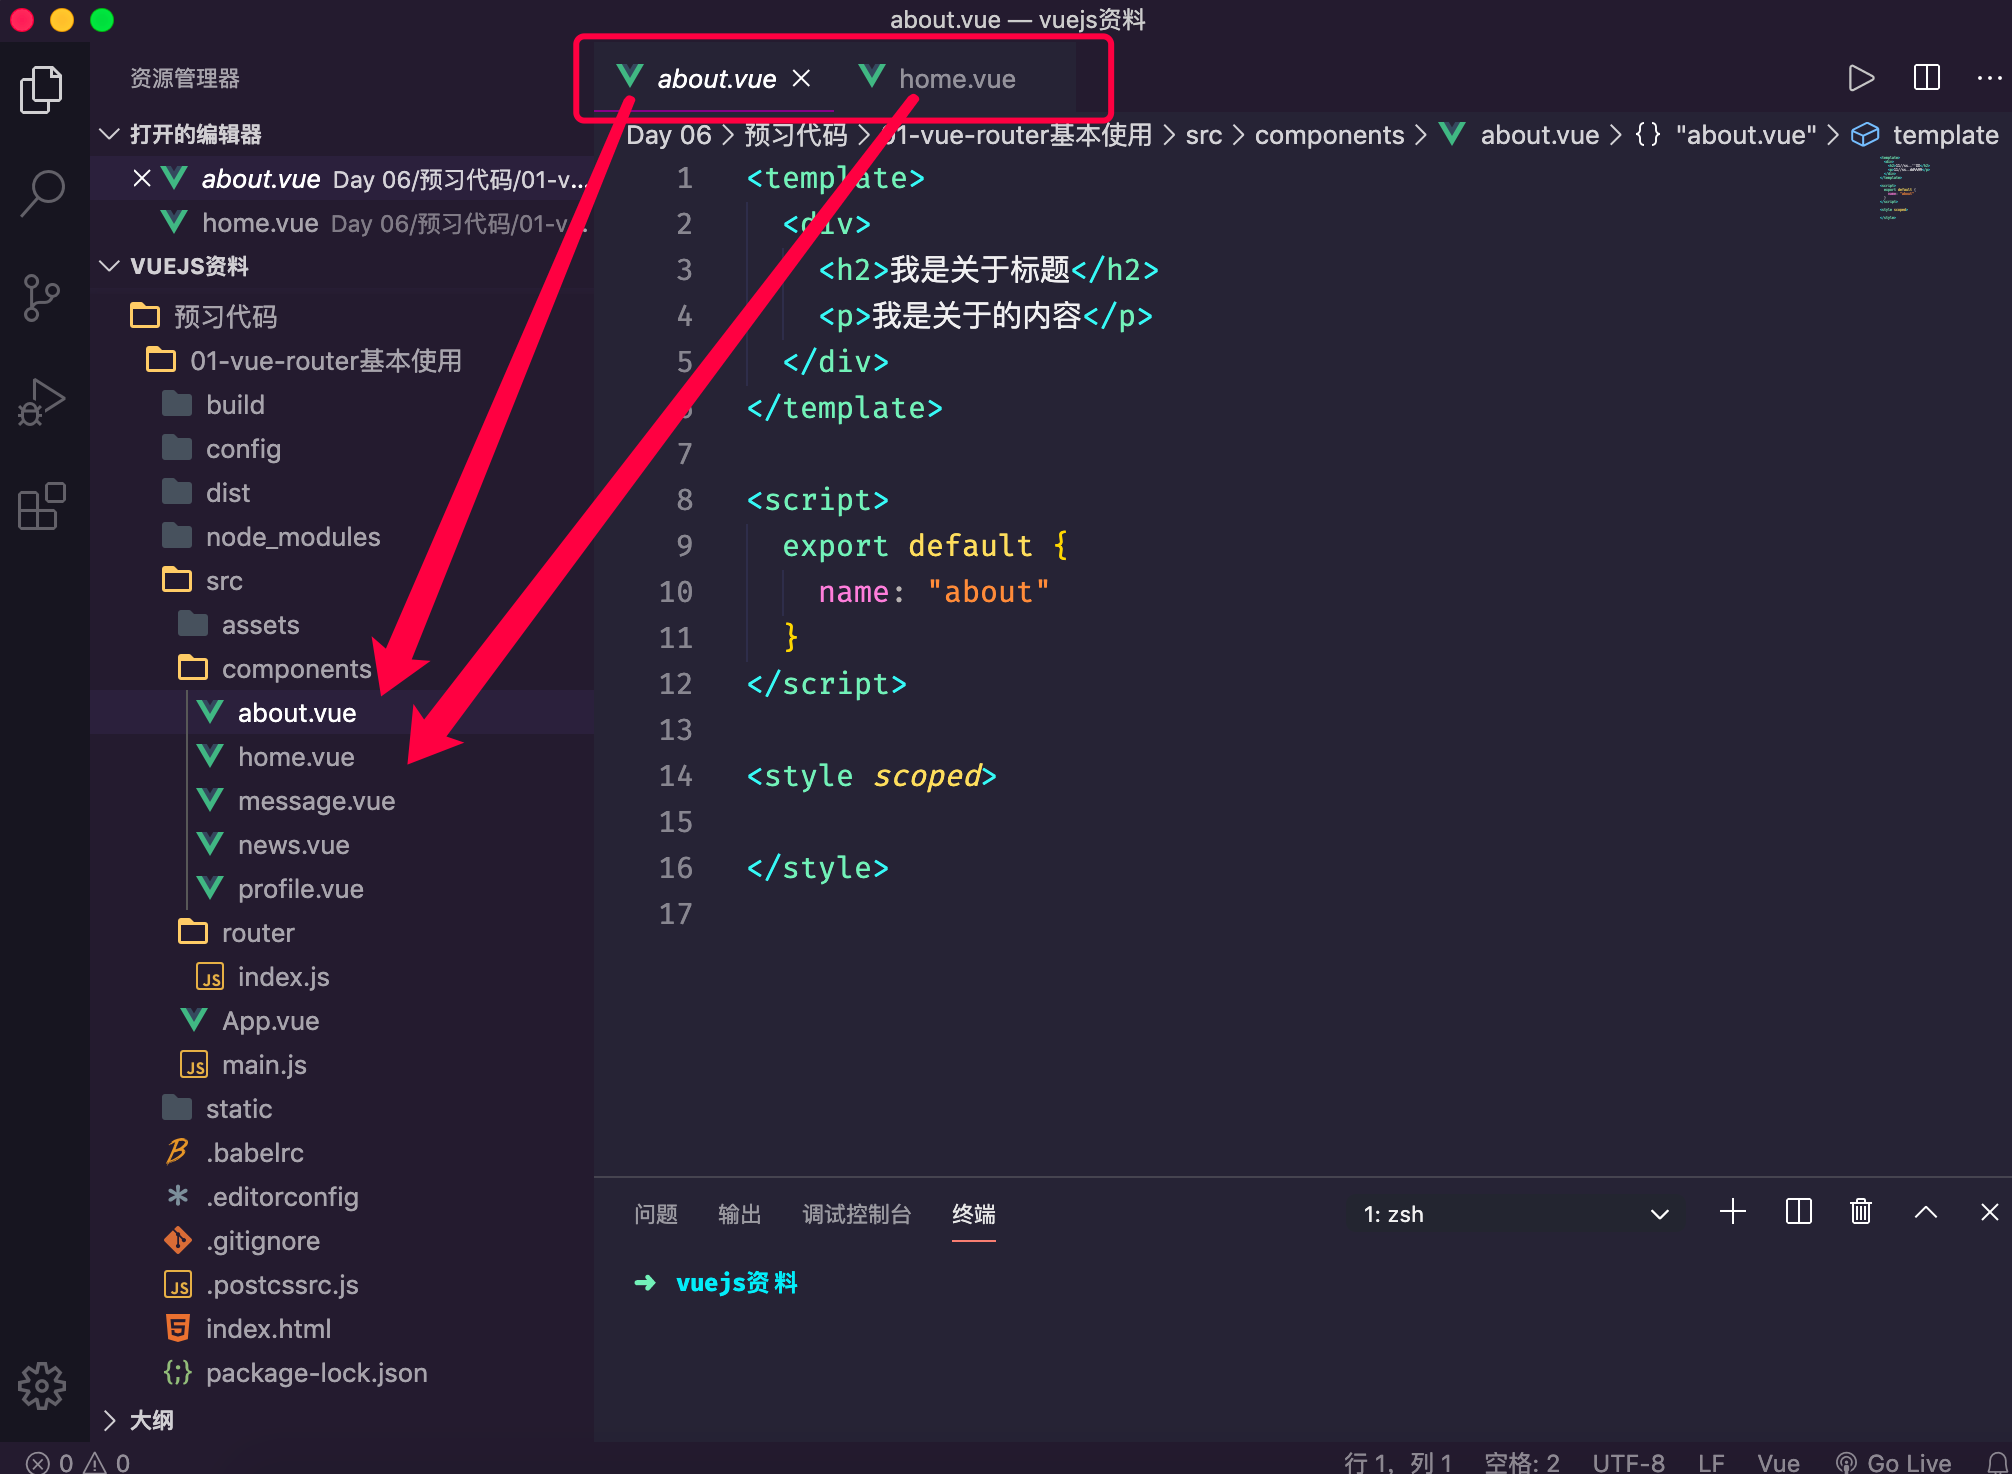 about.vue — vuejs资料
资源管理器
打开的编辑器
about.vue Day 06/预习代码/01-v...
home.vue Day 06/预习代码/01-v...
VUEJS资料
预习代码
01-vue-router基本使用
build
config
dist
node_modules
src
assets
components
about.vue
home.vue
message.vue
news.vue
profile.vue
router
JS index.js
App.vue
JS main.js
static
.babelrc
.editorconfig
.gitignore
JS .postcssrc.js
index.html
{;} package-lock.json
大纲
about.vue home.vue
Day 06 > 预习代码 > 01-vue-router基本使用 > src > components > about.vue > {} "about.vue" > template
1 <template>
2 <div>
3 <h2>我是关于标题</h2>
4 <p>我是关于的内容</p>
5 </div>
6 </template>
7
8 <script>
9 export default {
10 name: "about"
11 }
12 </script>
13
14 <style scoped>
15
16 </style>
17
问题 输出 调试控制台 终端 1: zsh
→ vuejs资料
0 0 行 1，列 1 空格: 2 UTF-8 LF Vue Go Live